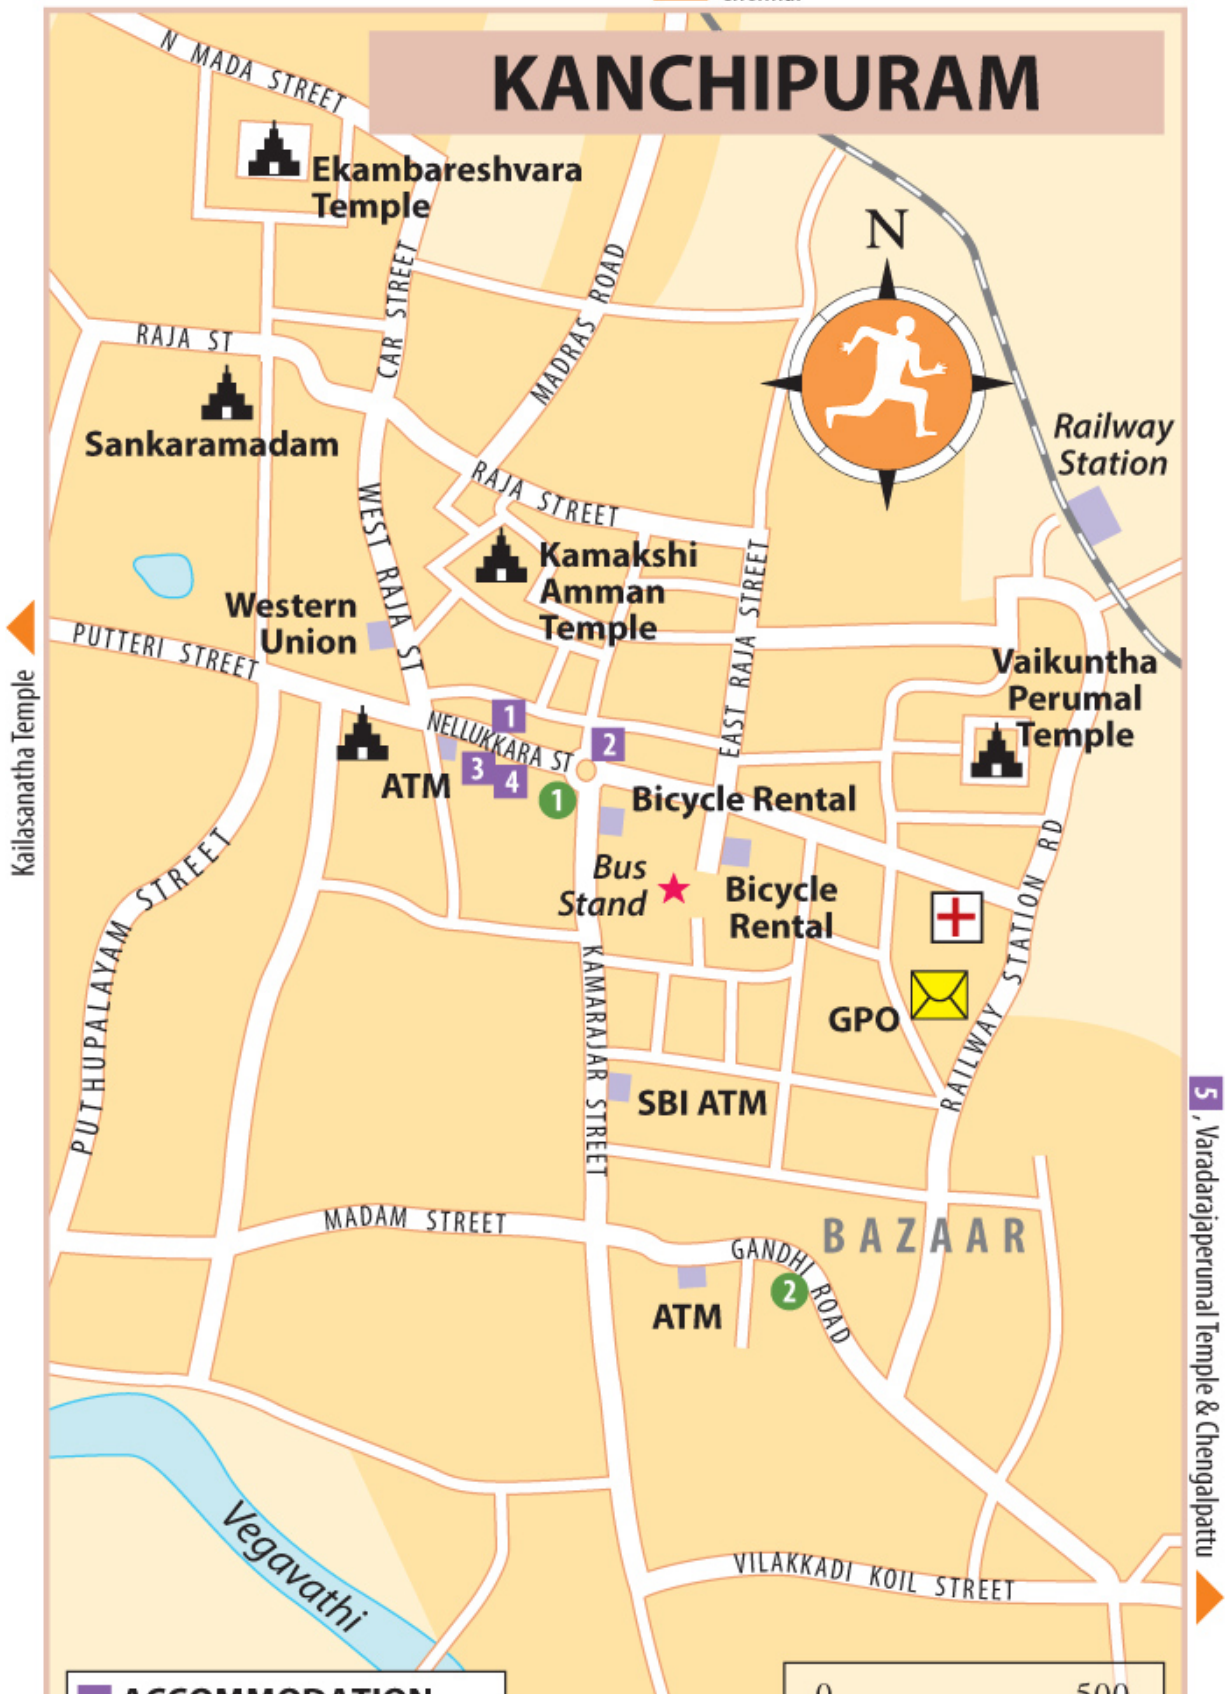 KANCHIPURAM
N MADA STREET
Ekambareshvara
Temple
N
CAR STREET
MADRAS ROAD
RAJA ST
Sankaramadam
Railway
Station
RAJA STREET
WEST RAJA ST
Kamakshi
Amman
Temple
EAST RAJA STREET
Western
Union
PUTTERI STREET
Kailasanatha Temple
Vaikuntha
Perumal
Temple
NELLUKKARA ST
1
2
3
4
ATM
1
Bicycle Rental
Bus
Stand
Bicycle
Rental
PUTHUPALAYAM STREET
KAMARAJAR STREET
GPO
RAILWAY STATION RD
SBI ATM
5 , Varadarajaperumal Temple & Chengalpattu
MADAM STREET
BAZAAR
GANDHI ROAD
2
ATM
Vegavathi
VILAKKADI KOIL STREET
ACCOMMODATION
0 500